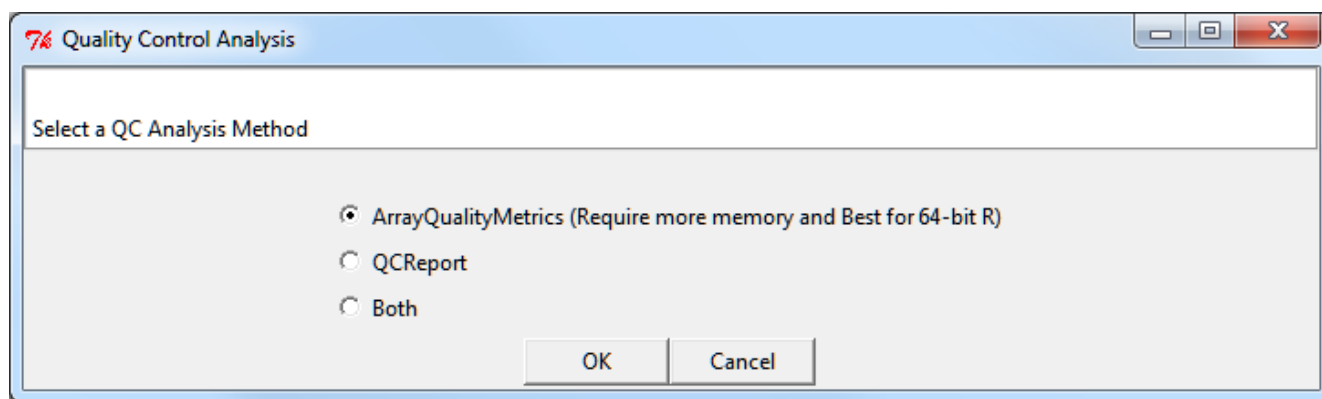 Quality Control Analysis
Select a QC Analysis Method
ArrayQualityMetrics (Require more memory and Best for 64-bit R)
QCReport
Both
OK Cancel